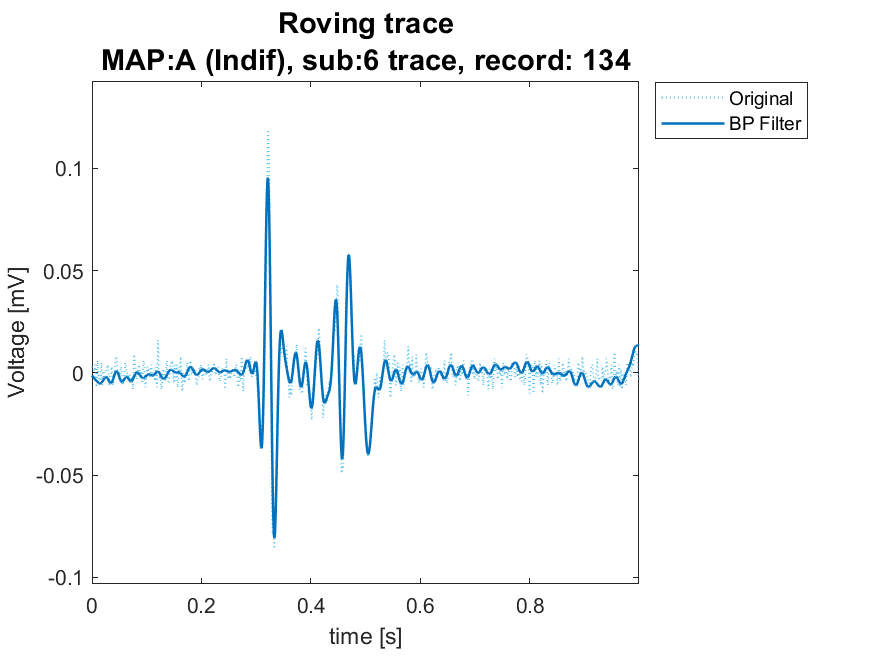 Roving trace
MAP:A (Indif), sub:6 trace, record: 134
Original
BP Filter
0.1
0.05
0
-0.05
-0.1
Voltage [mV]
0
0.2
0.4
0.6
0.8
time [s]